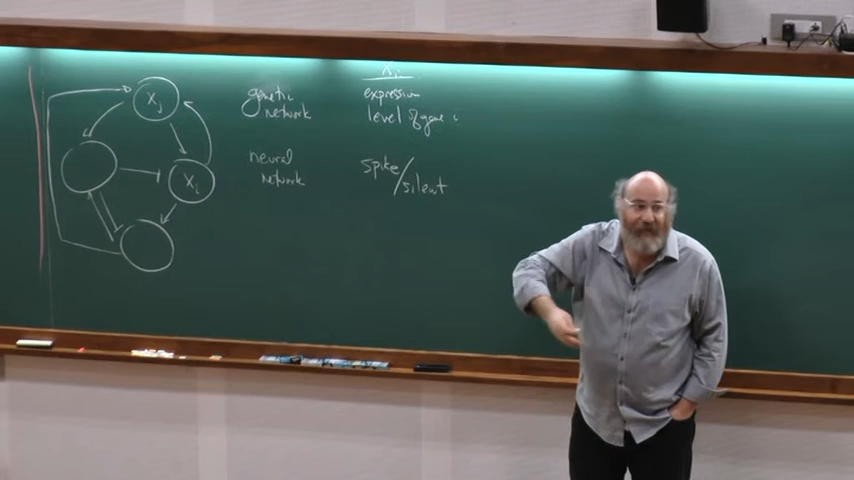 Xj
Xi
genetic
network
Xi
expression
level of gene i
neural
network
spike/
silent